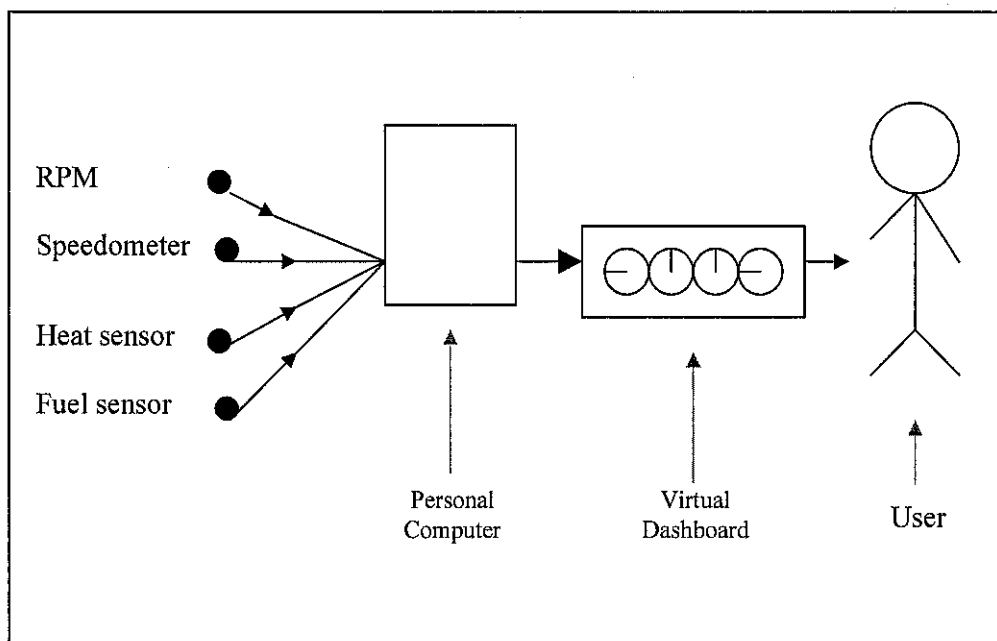 RPM
Speedometer
Heat sensor
Fuel sensor
Personal
Computer
Virtual
Dashboard
User